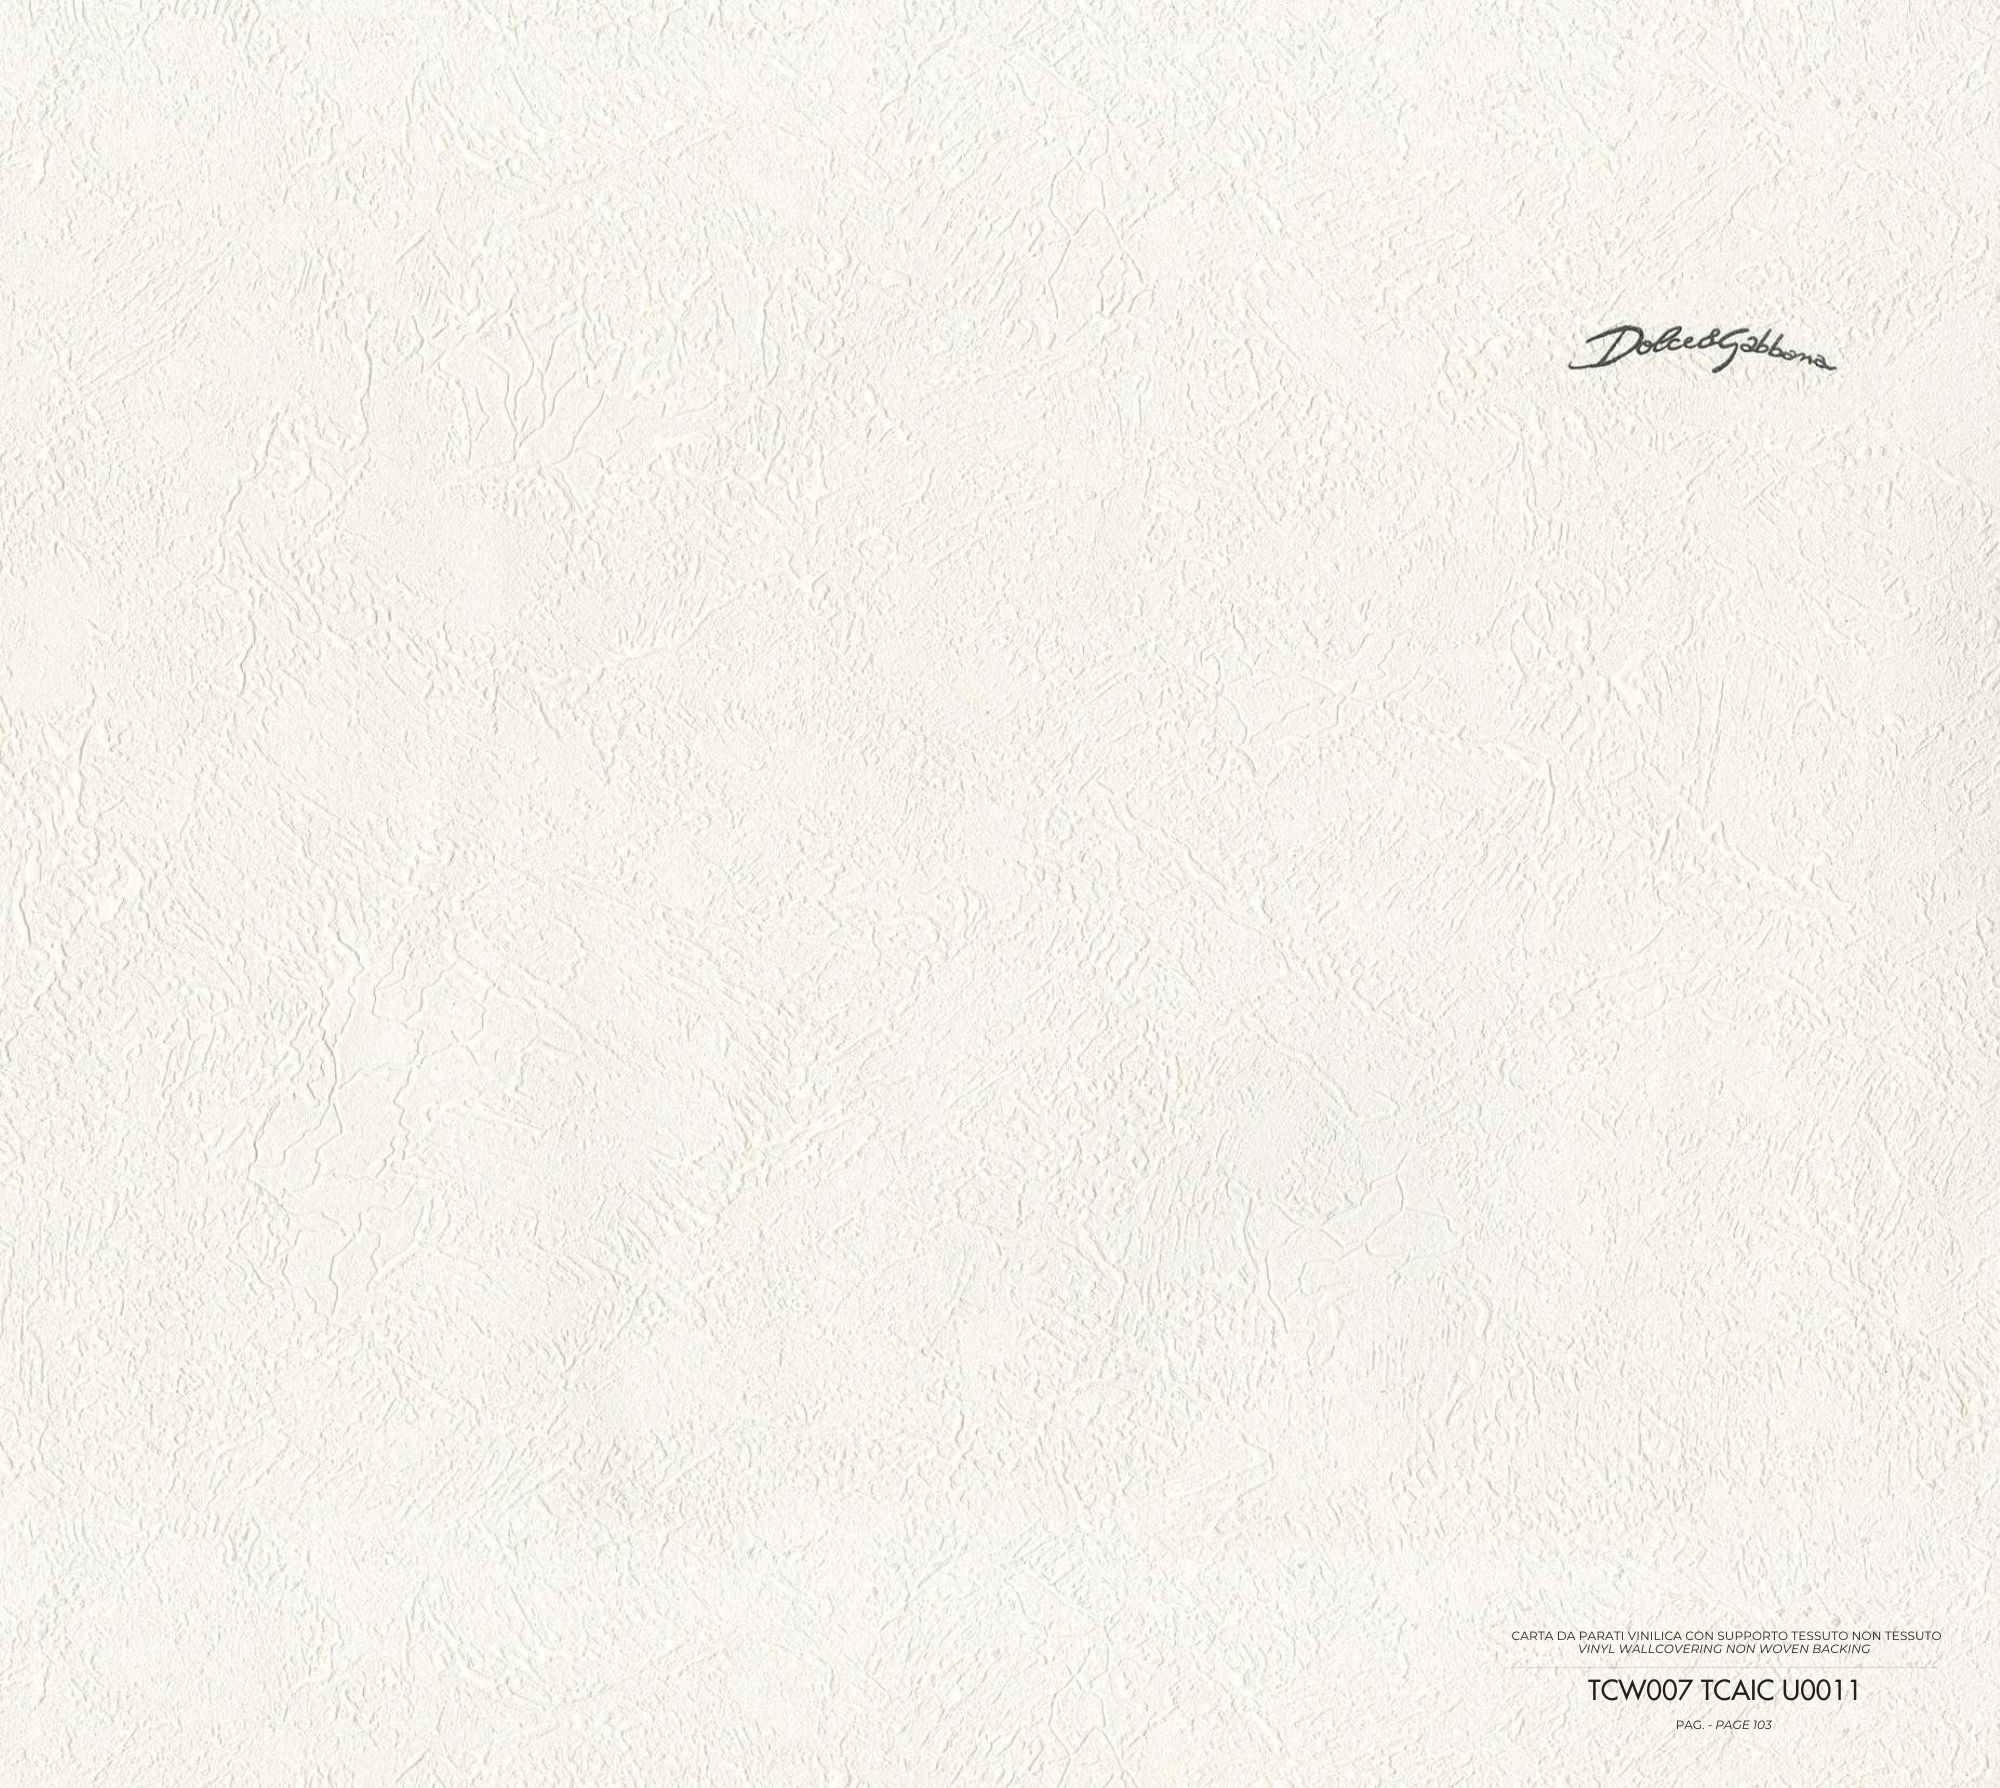 Dolce&Gabbana
CARTA DA PARATI VINILICA CON SUPPORTO TESSUTO NON TESSUTO
VINYL WALLCOVERING NON WOVEN BACKING
TCW007 TCAIC U0011
PAG. - PAGE 103